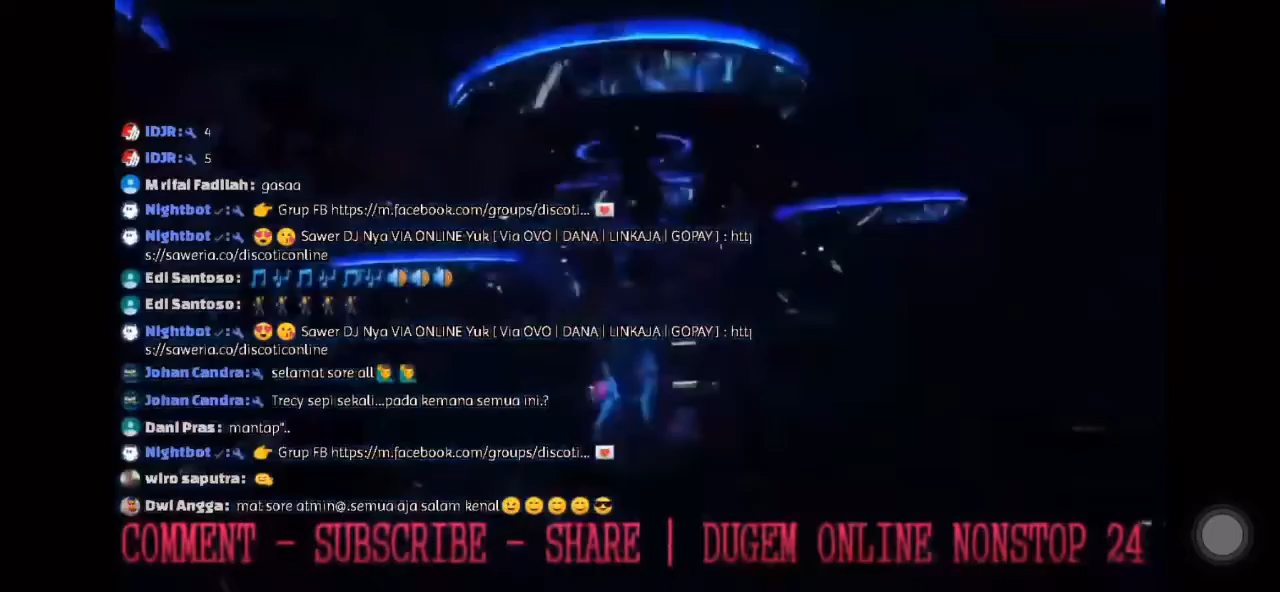 IDJR: 4
IDJR: 5
M rifai Fadilah: gasaa
Nightbot: 👉 Grup FB https://m.facebook.com/groups/discoti... 💌
Nightbot: 😍 😘 Sawer DJ Nya VIA ONLINE Yuk [ Via OVO | DANA | LINKAJA | GOPAY ] : http
s://saweria.co/discoticonline
Edi Santoso: 🎵 🎶 🎵 🎶 🎵🎶 🔊 🔊 🔊
Edi Santoso: 🕺 🕺 🕺 🕺 🕺
Nightbot: 😍 😘 Sawer DJ Nya VIA ONLINE Yuk [ Via OVO | DANA | LINKAJA | GOPAY ] : http
s://saweria.co/discoticonline
Johan Candra: selamat sore all🙋‍♂️ 🙋‍♂️
Johan Candra: Trecy sepi sekali...pada kemana semua ini.?
Dani Pras: mantap"..
Nightbot: 👉 Grup FB https://m.facebook.com/groups/discoti... 💌
wiro saputra:
Dwi Angga: mat sore atmin@.semua aja salam kenal😉 😊 😊 😊 😎
COMMENT - SUBSCRIBE - SHARE | DUGEM ONLINE NONSTOP 24